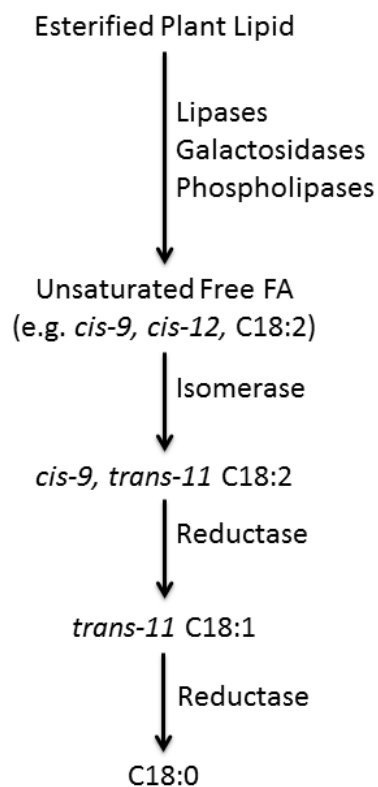 Esterified Plant Lipid
Lipases
Galactosidases
Phospholipases
Unsaturated Free FA
(e.g. cis-9, cis-12, C18:2)
Isomerase
cis-9, trans-11 C18:2
Reductase
trans-11 C18:1
Reductase
C18:0